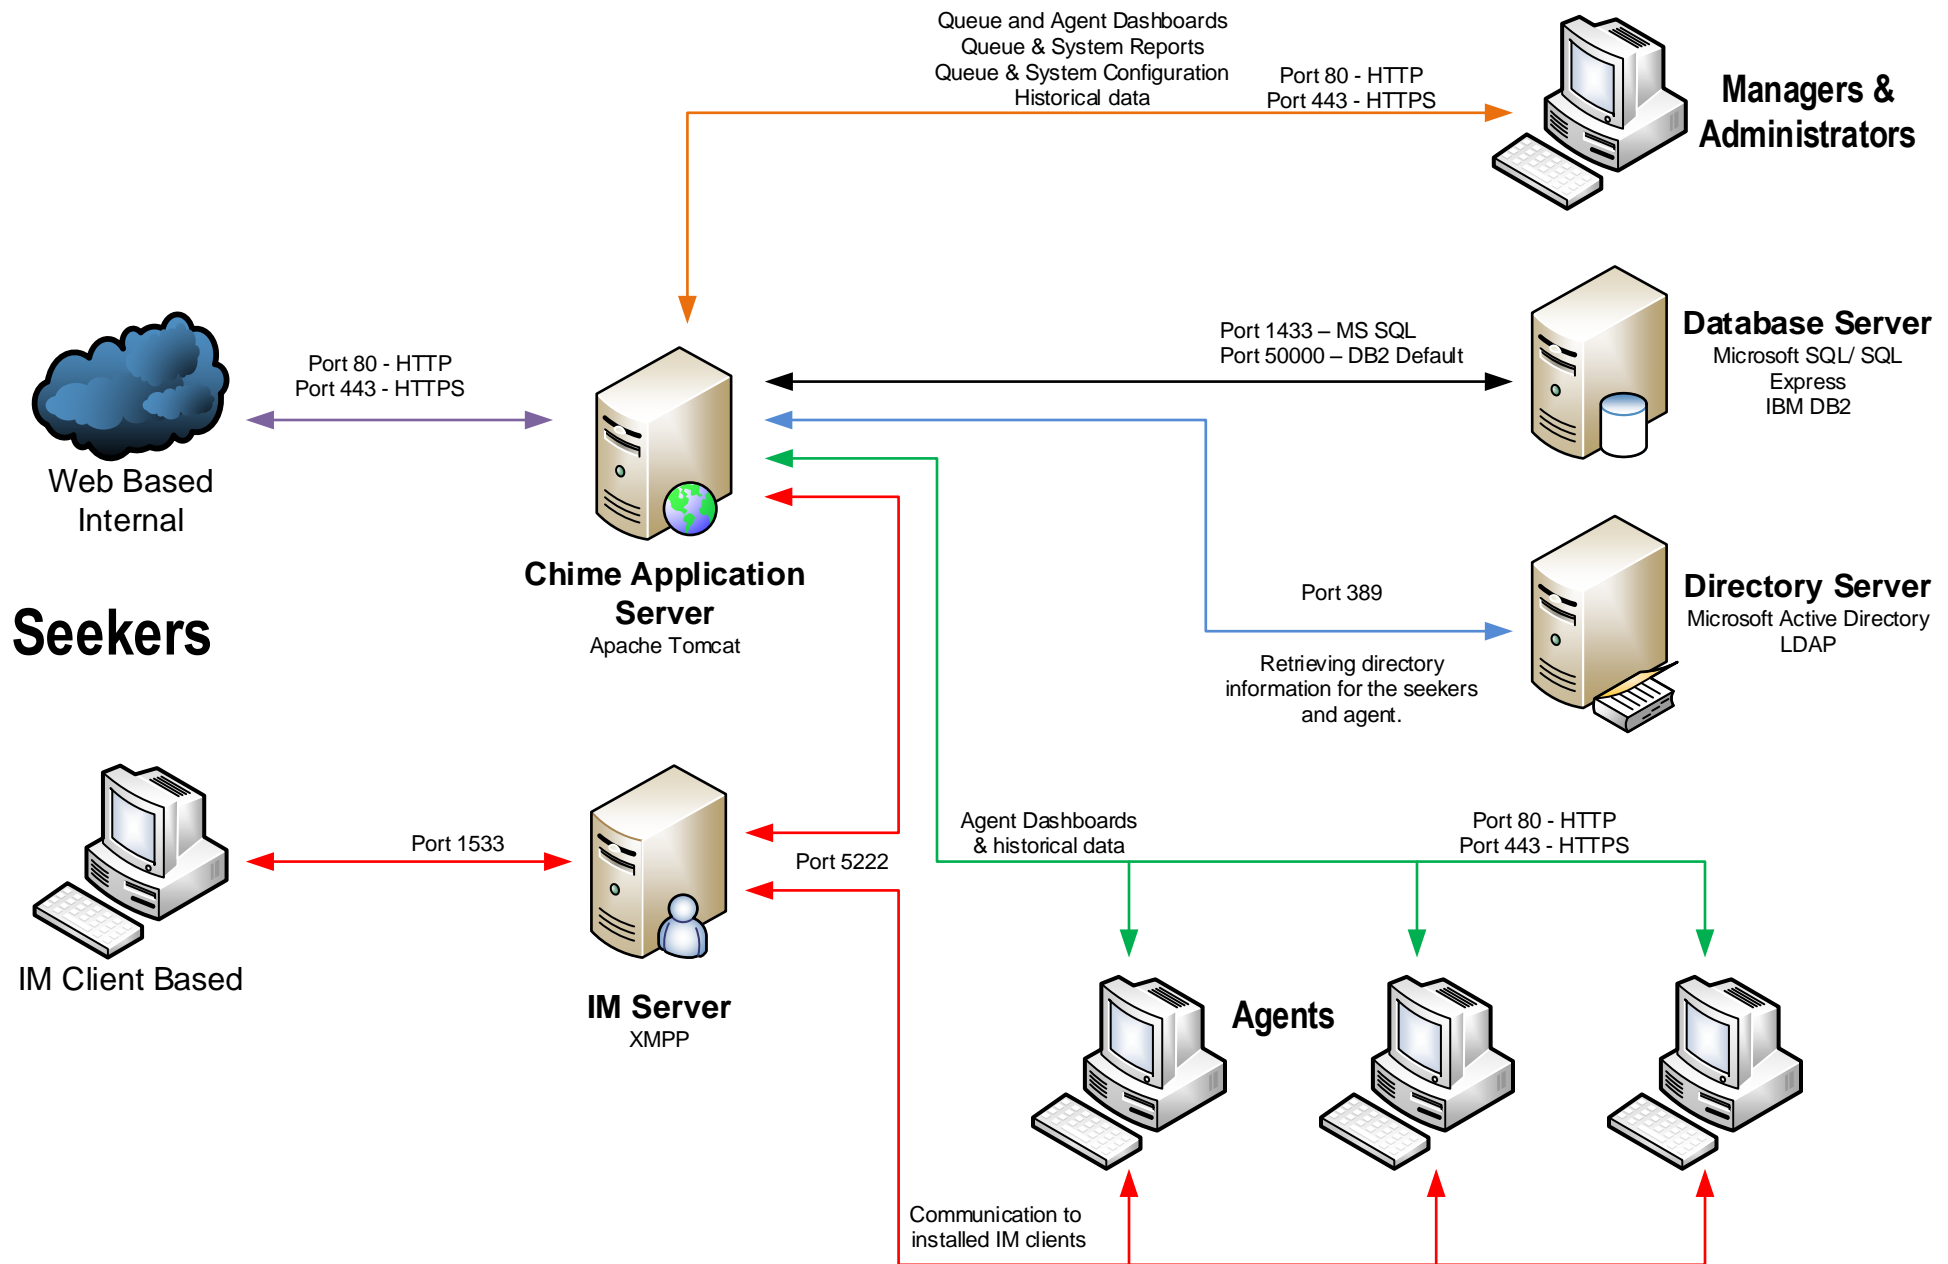 Queue and Agent Dashboards
Queue & System Reports
Queue & System Configuration
Historical data
Port 80 - HTTP
Port 443 - HTTPS
Managers &
Administrators
Port 1433 – MS SQL
Port 50000 – DB2 Default
Database Server
Microsoft SQL/ SQL
Express
IBM DB2
Port 80 - HTTP
Port 443 - HTTPS
Web Based
Internal
Chime Application
Server
Apache Tomcat
Seekers
Port 389
Directory Server
Microsoft Active Directory
LDAP
Retrieving directory
information for the seekers
and agent.
Port 1533
IM Client Based
Port 5222
IM Server
XMPP
Agent Dashboards
& historical data
Port 80 - HTTP
Port 443 - HTTPS
Agents
Communication to
installed IM clients